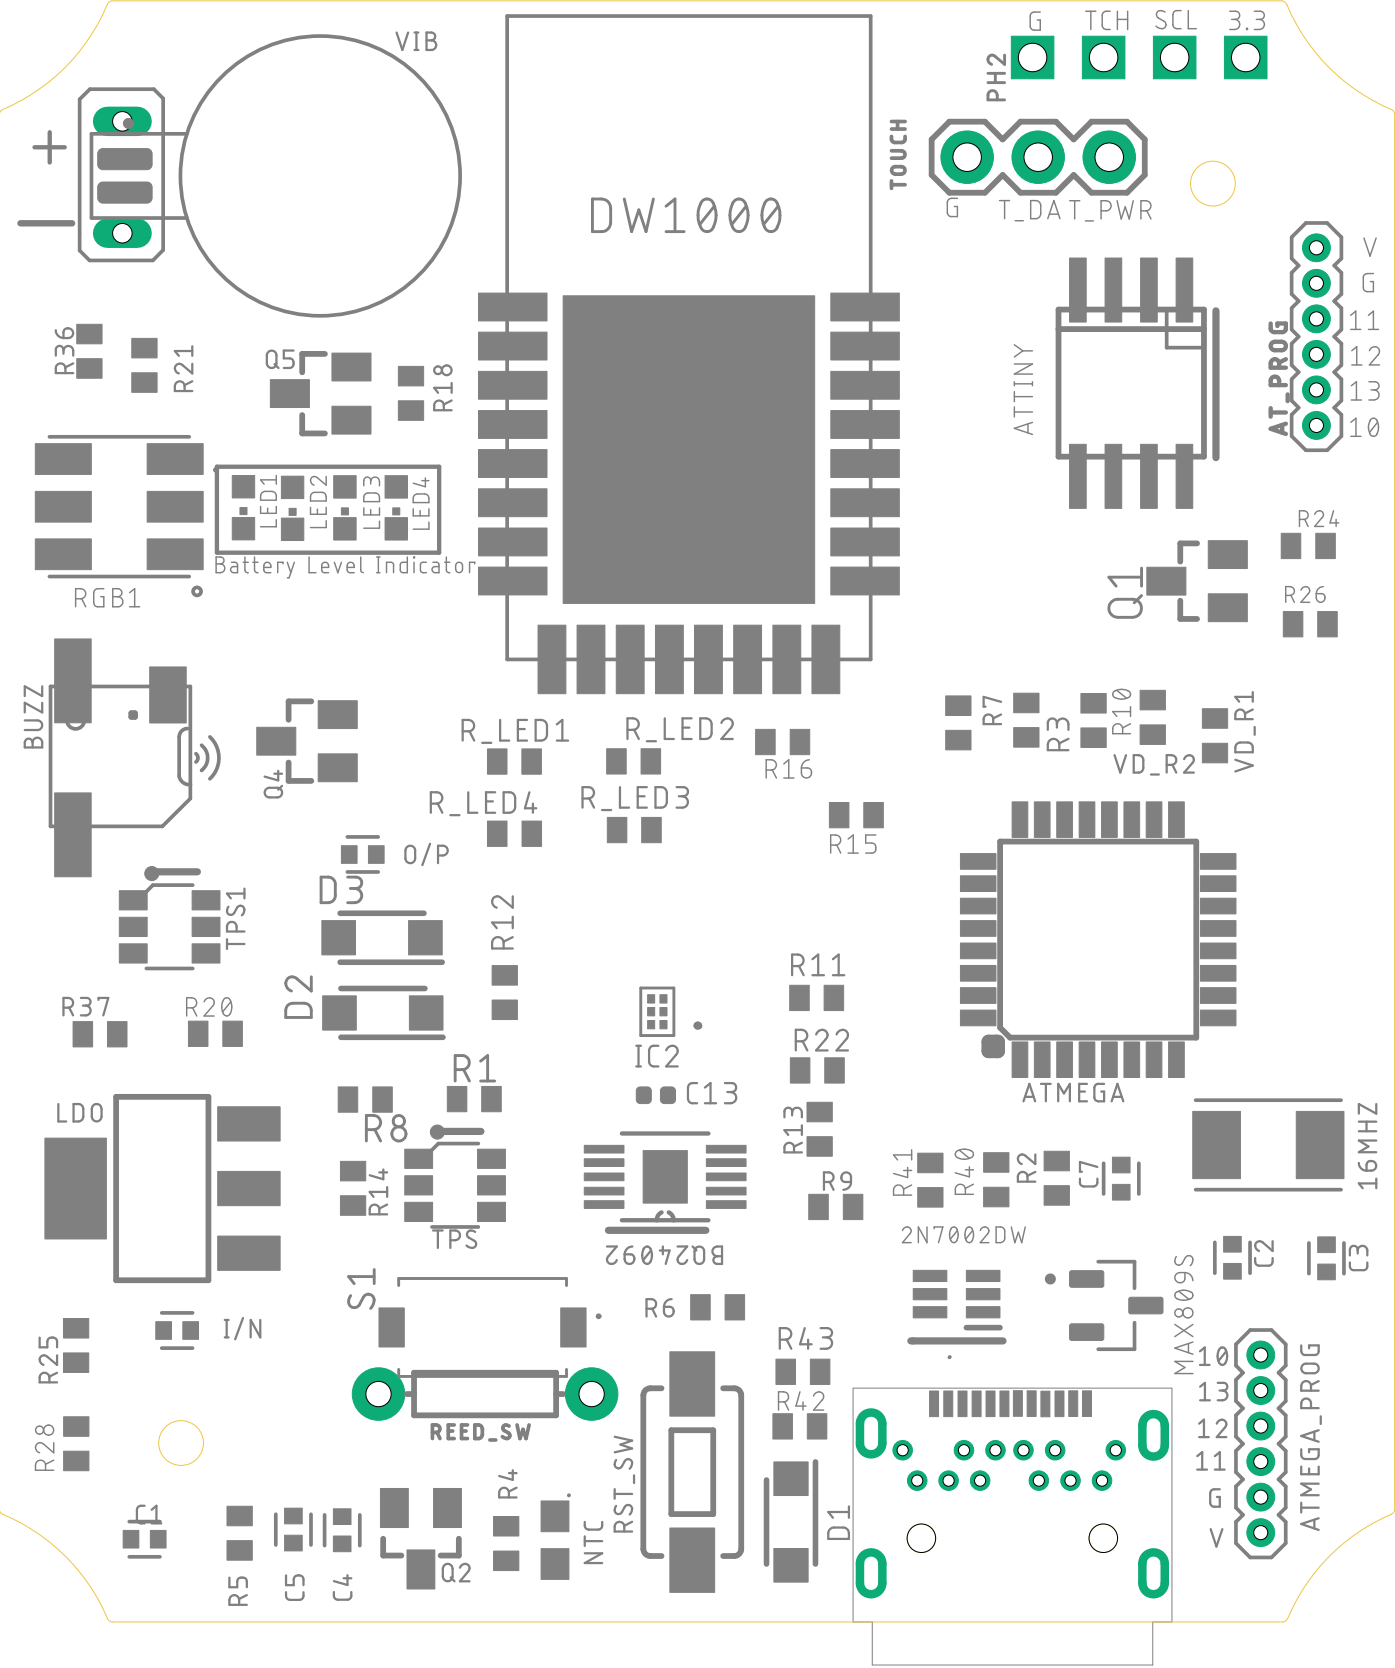 VIB
G TCH SCL 3.3
PH2
TOUCH
G T_DA T_PWR
+
−
DW1000
V
G
11
12
13
10
AT_PROG
ATTINY
R36
R21
Q5
R18
LED1 LED2 LED3 LED4
Battery Level Indicator
RGB1
R24
Q1
R26
BUZZ
Q4
R_LED1
R_LED2
R16
R7
R3
R10
VD_R2
VD_R1
R_LED4
R_LED3
R15
O/P
D3
TPS1
R12
D2
R37
R20
R11
IC2
R22
C13
ATMEGA
LDO
R1
R8
R13
16MHZ
R14
TPS
R9
R41
R40
R2
C7
BQ24092
2N7002DW
C2
C3
S1
MAX809S
I/N
R6
R25
R43
R42
REED_SW
R28
10
13
12
11
G
V
ATMEGA_PROG
RST_SW
R4
NTC
D1
C1
R5
C5
C4
Q2